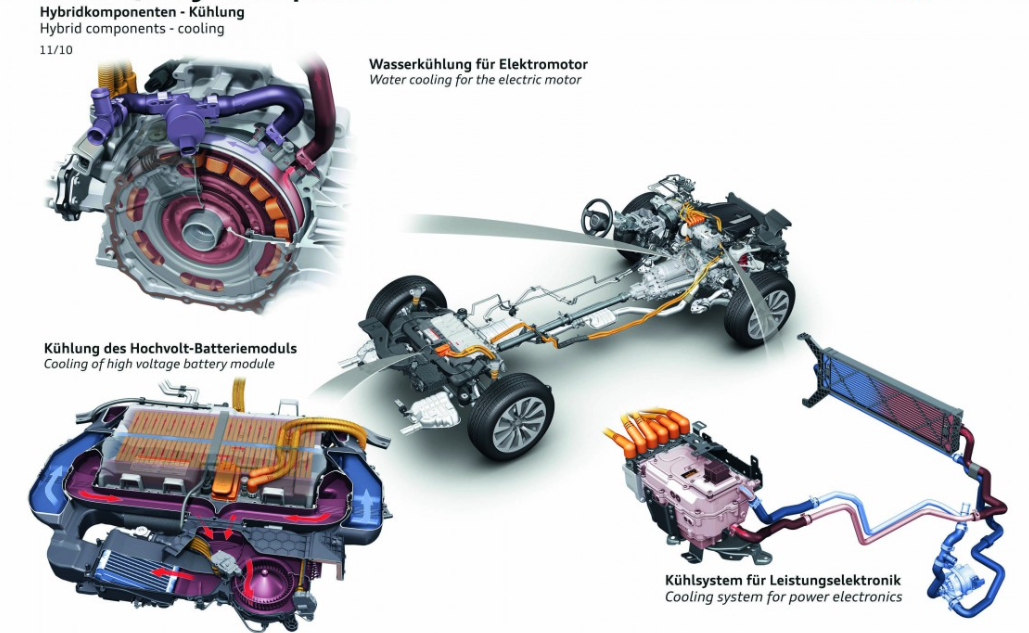 Hybridkomponenten - Kühlung
Hybrid components - cooling
11/10
Wasserkühlung für Elektromotor
Water cooling for the electric motor
Kühlung des Hochvolt-Batteriemoduls
Cooling of high voltage battery module
Kühlsystem für Leistungselektronik
Cooling system for power electronics